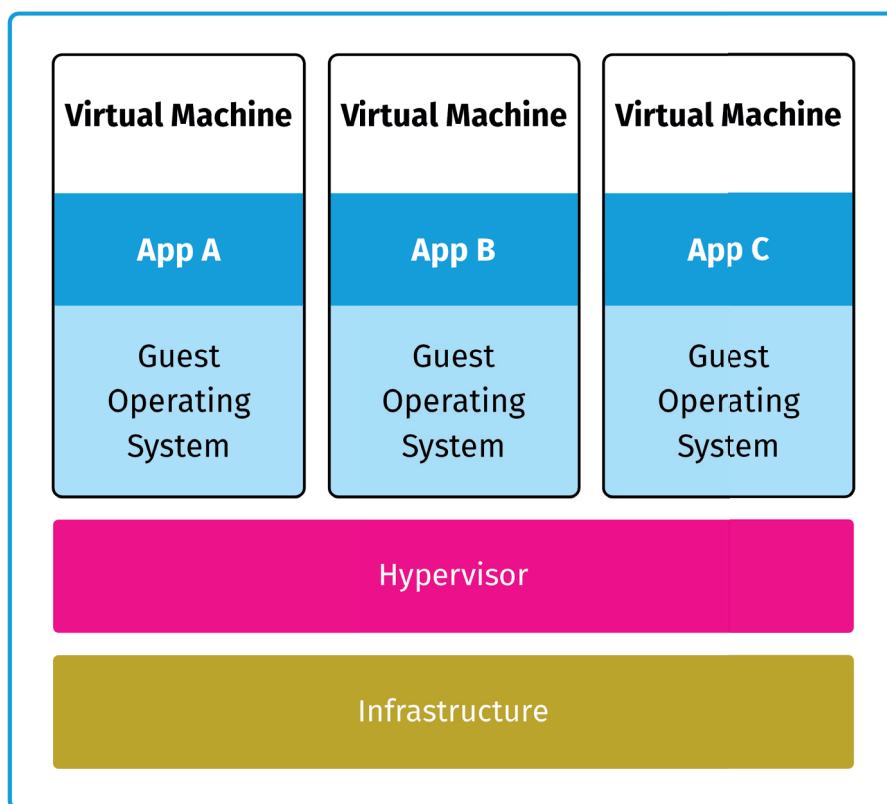 Virtual Machine
Virtual Machine
Virtual Machine
App A
App B
App C
Guest
Operating
System
Guest
Operating
System
Guest
Operating
System
Hypervisor
Infrastructure